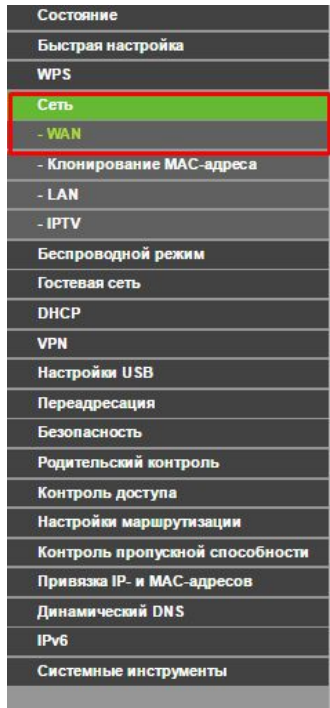 Состояние
Быстрая настройка
WPS
Сеть
- WAN
- Клонирование MAC-адреса
- LAN
- IPTV
Беспроводной режим
Гостевая сеть
DHCP
VPN
Настройки USB
Переадресация
Безопасность
Родительский контроль
Контроль доступа
Настройки маршрутизации
Контроль пропускной способности
Привязка IP- и MAC-адресов
Динамический DNS
IPv6
Системные инструменты